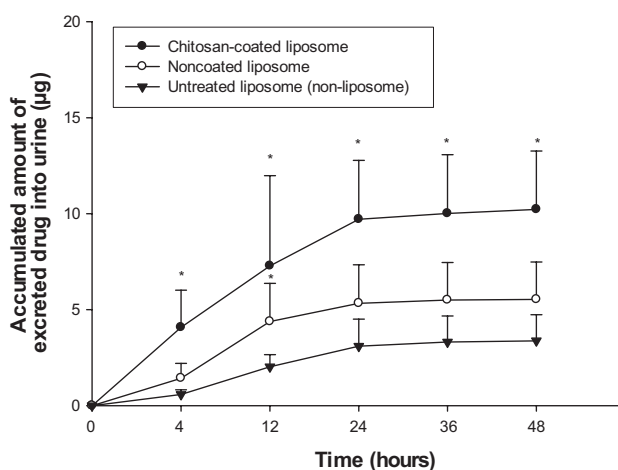 20
15
10
5
0
Accumulated amount of
excreted drug into urine (µg)
Chitosan-coated liposome
Noncoated liposome
Untreated liposome (non-liposome)
*
*
*
*
*
*
0 4 12 24 36 48
Time (hours)